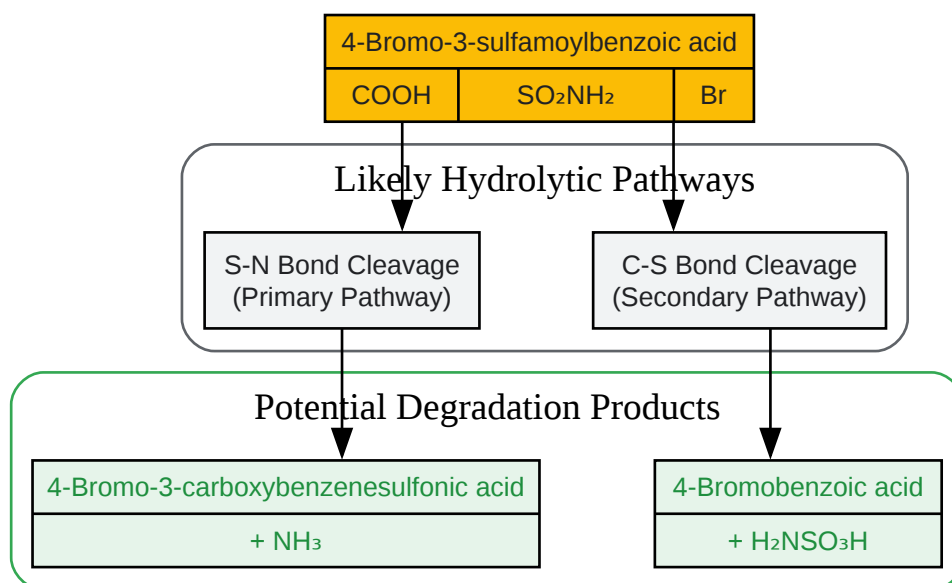 4-Bromo-3-sulfamoylbenzoic acid
COOH SO₂NH₂ Br
Likely Hydrolytic Pathways
S-N Bond Cleavage
(Primary Pathway)
C-S Bond Cleavage
(Secondary Pathway)
Potential Degradation Products
4-Bromo-3-carboxybenzenesulfonic acid
+ NH₃
4-Bromobenzoic acid
+ H₂NSO₃H